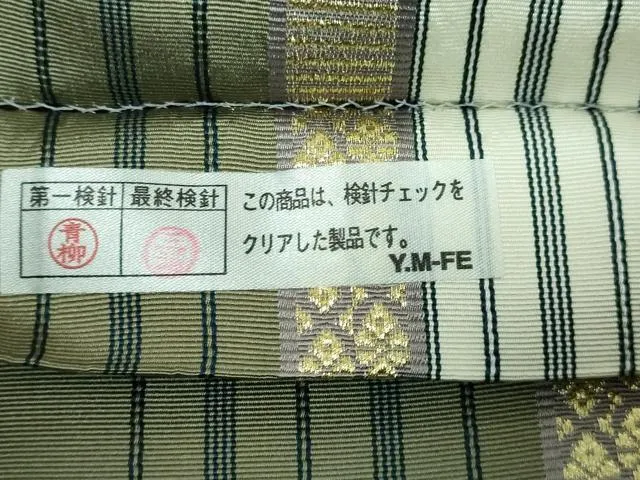 第一検針 最終検針
青柳
この商品は、検針チェックを
クリアした製品です。
Y.M-FE